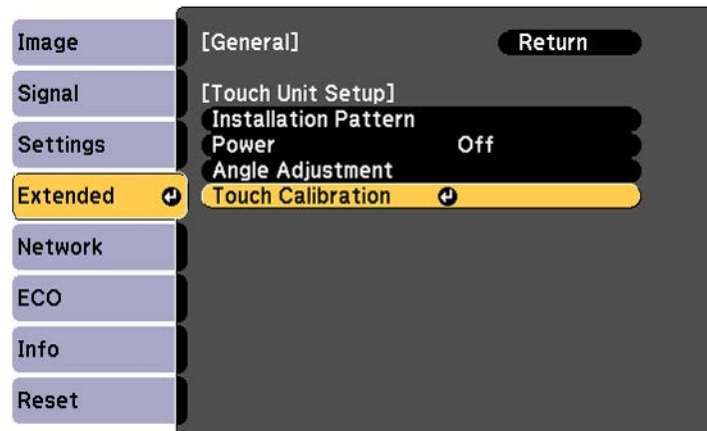 Image
Signal
Settings
Extended
Network
ECO
Info
Reset
[General] Return
[Touch Unit Setup]
Installation Pattern
Power Off
Angle Adjustment
Touch Calibration